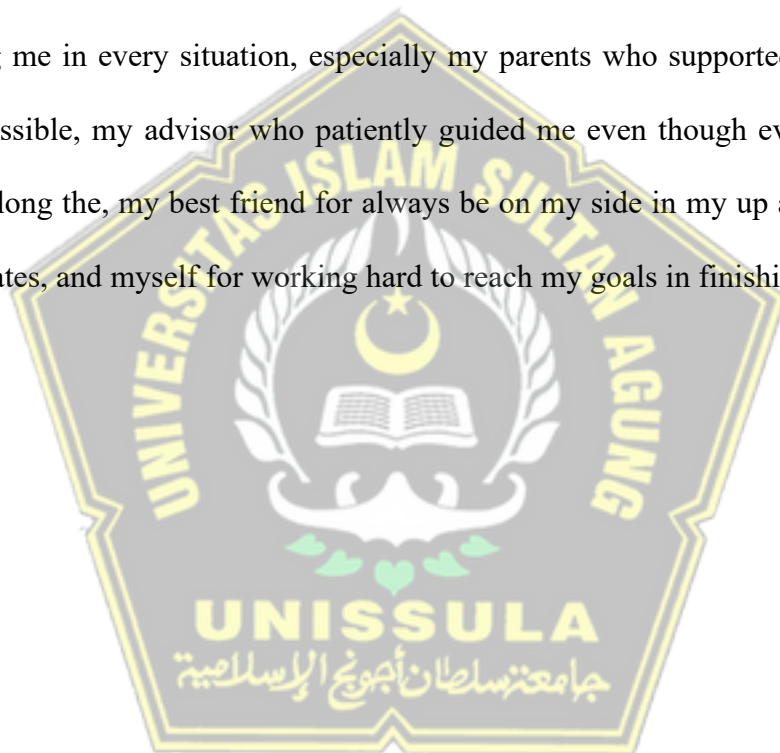 me in every situation, especially my parents who supported
ssible, my advisor who patiently guided me even though ev
long the, my best friend for always be on my side in my up a
ates, and myself for working hard to reach my goals in finishi
UNIVERSITAS ISLAM SULTAN AGUNG
UNISSULA
جامعة سلطان أجونج الإسلامية